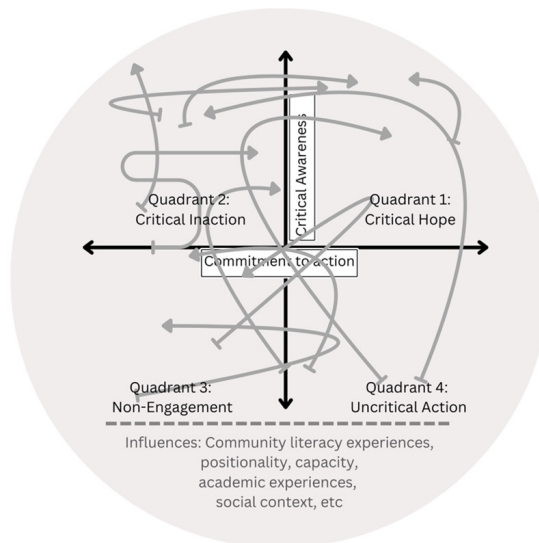 Critical Awareness
Quadrant 2:
Critical Inaction
Quadrant 1:
Critical Hope
Commitment to action
Quadrant 3:
Non-Engagement
Quadrant 4:
Uncritical Action
Influences: Community literacy experiences,
positionality, capacity,
academic experiences,
social context, etc